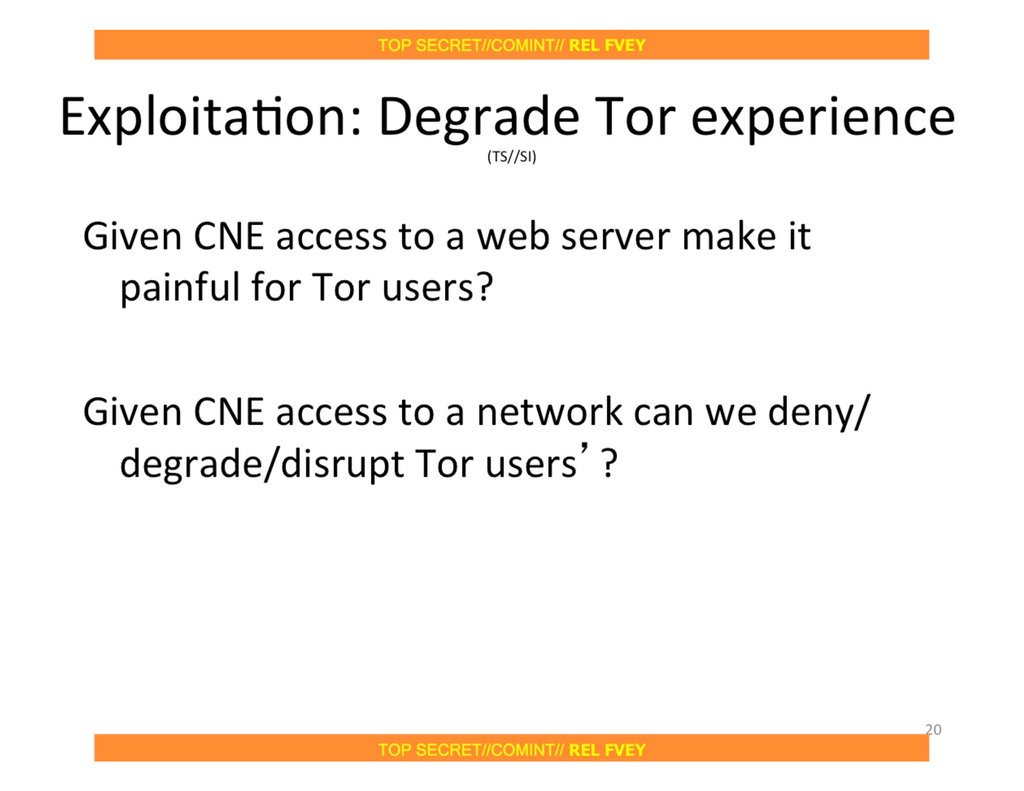 TOP SECRET//COMINT// REL FVEY
Exploitation: Degrade Tor experience
(TS//SI)
Given CNE access to a web server make it
painful for Tor users?
Given CNE access to a network can we deny/
degrade/disrupt Tor users’ ?
20
TOP SECRET//COMINT// REL FVEY